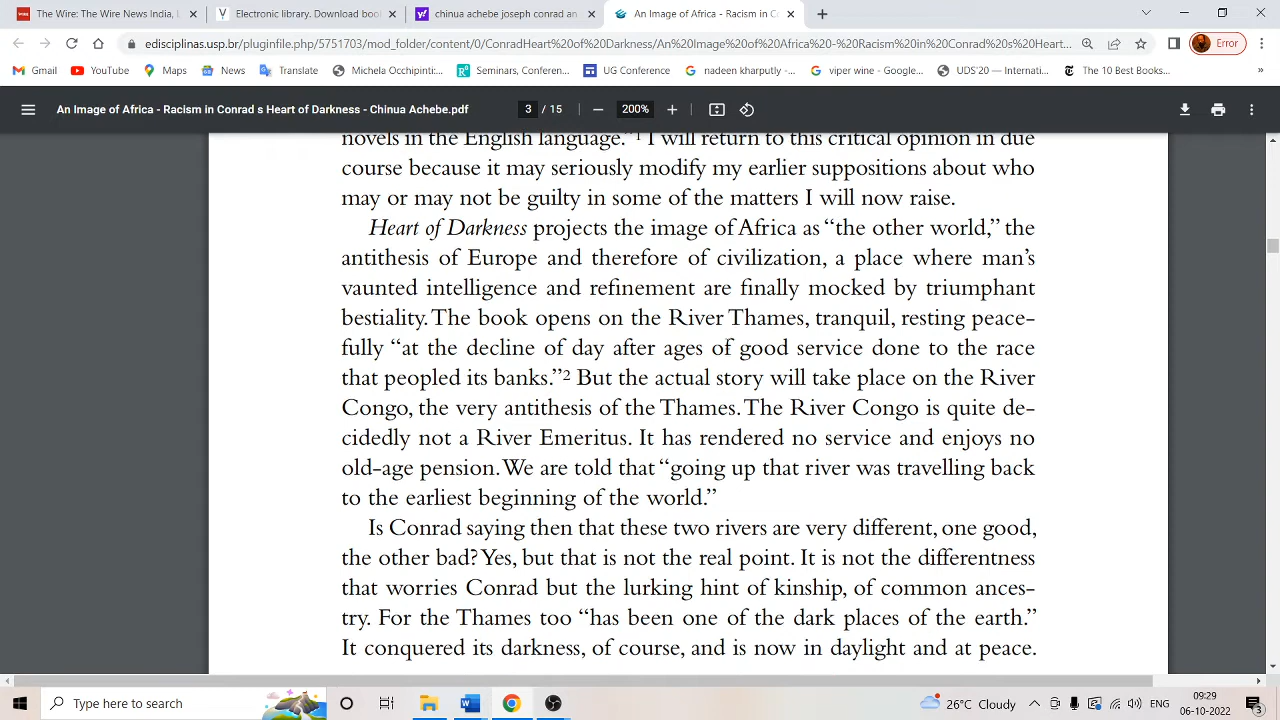 The Wire: The Wire News India, l
Electronic library. Download boo
chinua achebe joseph conrad an
An Image of Africa - Racism in Co
edisciplinas.usp.br/pluginfile.php/5751703/mod_folder/content/0/ConradHeart%20of%20Darkness/An%20Image%20of%20Africa%20-%20Racism%20in%20Conrad%20s%20Heart...
Error
Gmail
YouTube
Maps
News
Translate
Michela Occhipinti:...
Seminars, Conferen...
UG Conference
nadeen kharputly -...
viper wine - Google...
UDS'20 — Internati...
The 10 Best Books...
»
An Image of Africa - Racism in Conrad s Heart of Darkness - Chinua Achebe.pdf
3 / 15
200%
novels in the English language."1 I will return to this critical opinion in due
course because it may seriously modify my earlier suppositions about who
may or may not be guilty in some of the matters I will now raise.
Heart of Darkness projects the image of Africa as “the other world,” the
antithesis of Europe and therefore of civilization, a place where man’s
vaunted intelligence and refinement are finally mocked by triumphant
bestiality. The book opens on the River Thames, tranquil, resting peace-
fully “at the decline of day after ages of good service done to the race
that peopled its banks.”2 But the actual story will take place on the River
Congo, the very antithesis of the Thames. The River Congo is quite de-
cidedly not a River Emeritus. It has rendered no service and enjoys no
old-age pension. We are told that “going up that river was travelling back
to the earliest beginning of the world.”
Is Conrad saying then that these two rivers are very different, one good,
the other bad? Yes, but that is not the real point. It is not the differentness
that worries Conrad but the lurking hint of kinship, of common ances-
try. For the Thames too “has been one of the dark places of the earth.”
It conquered its darkness, of course, and is now in daylight and at peace.
Type here to search
26°C Cloudy
ENG
09:29
06-10-2022
3